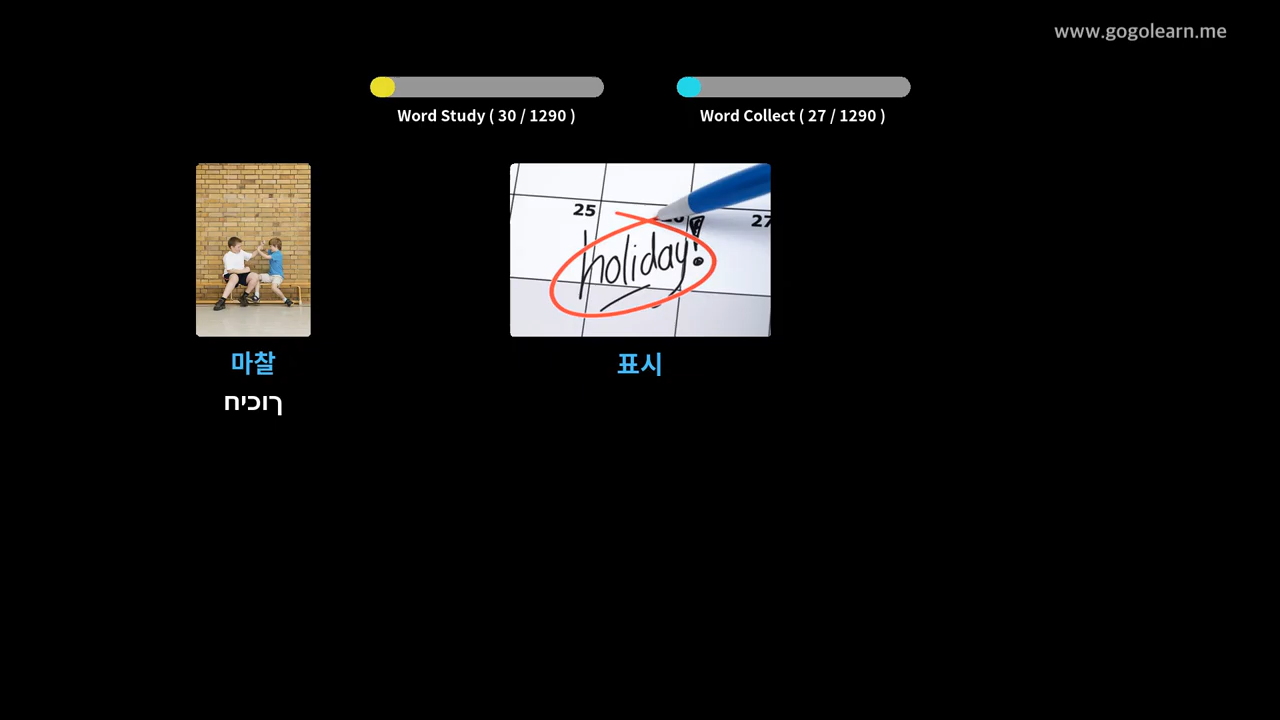 www.gogolearn.me
Word Study ( 30 / 1290 )
Word Collect ( 27 / 1290 )
25
27
holiday!
마찰
표시
חיכוך